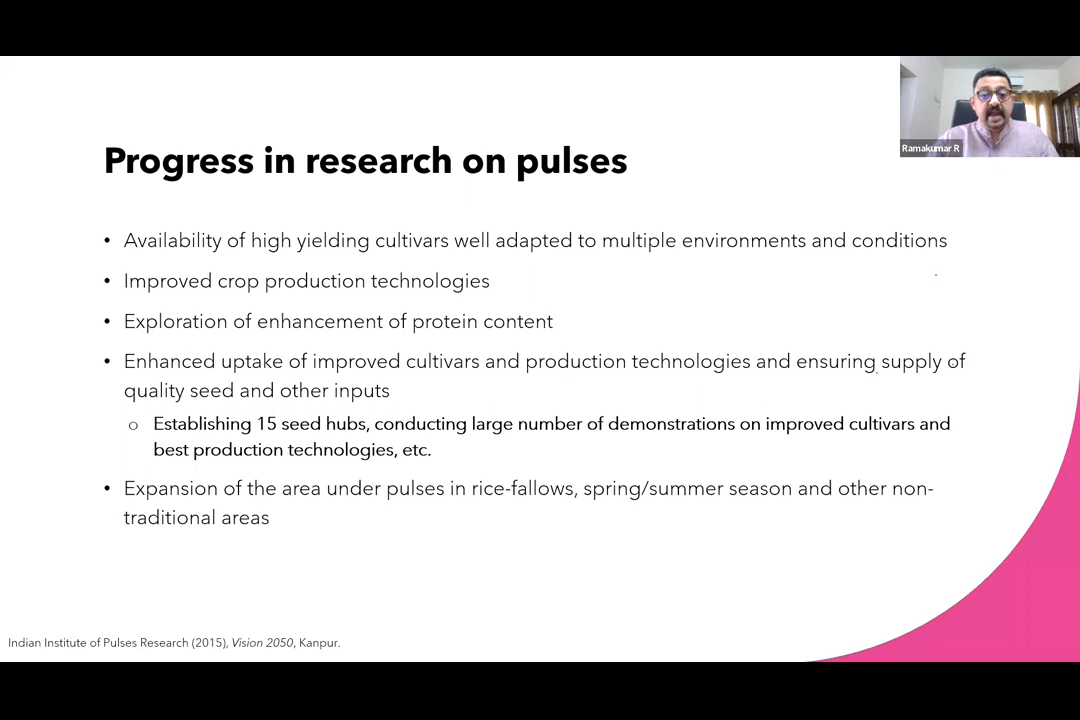 Ramakumar R
Progress in research on pulses
• Availability of high yielding cultivars well adapted to multiple environments and conditions
• Improved crop production technologies
• Exploration of enhancement of protein content
• Enhanced uptake of improved cultivars and production technologies and ensuring supply of
quality seed and other inputs
o Establishing 15 seed hubs, conducting large number of demonstrations on improved cultivars and
best production technologies, etc.
• Expansion of the area under pulses in rice-fallows, spring/summer season and other non-
traditional areas
Indian Institute of Pulses Research (2015), Vision 2050, Kanpur.